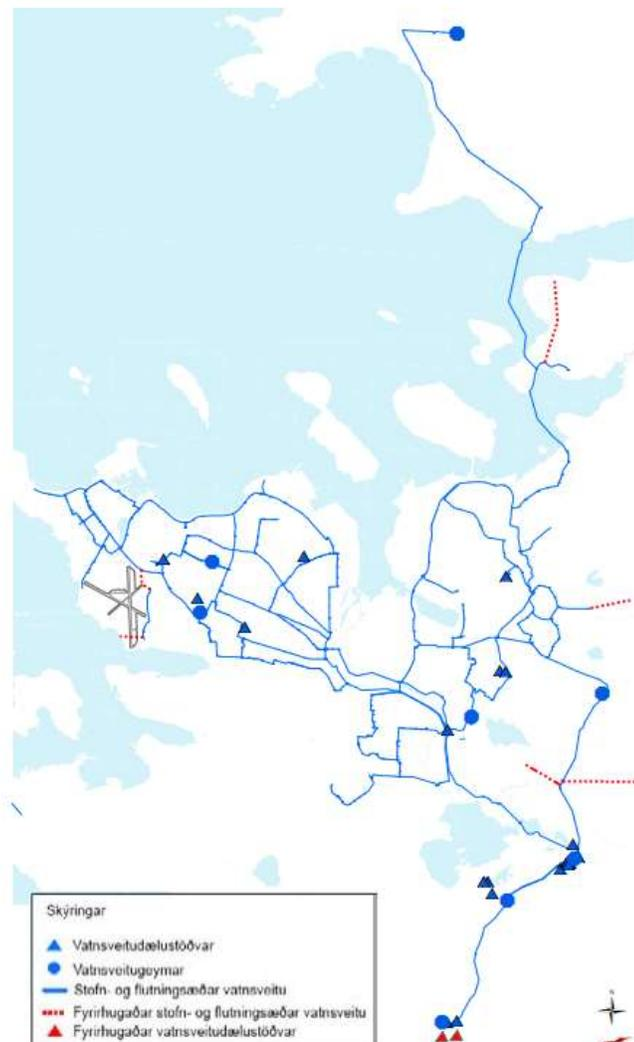 Skýringar
Vatnsveitudælustöðvar
Vatnsveitugeymar
Stofn- og flutningsæðar vatnsveitu
Fyrirhugaðar stofn- og flutningsæðar vatnsveitu
Fyrirhugaðar vatnsveitudælustöðvar